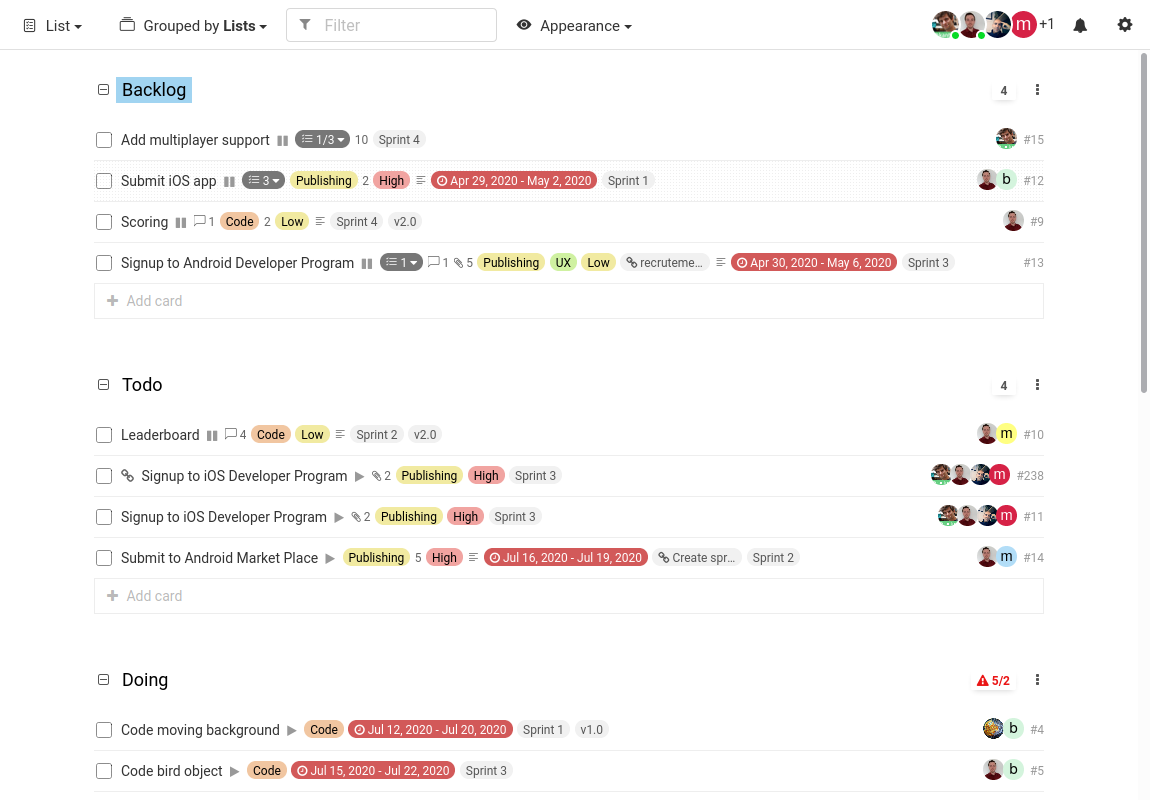 List Grouped by Lists Filter Appearance m +1
Backlog 4
Add multiplayer support 1/3 10 Sprint 4 #15
Submit iOS app 3 Publishing 2 High Apr 29, 2020 - May 2, 2020 Sprint 1 b #12
Scoring 1 Code 2 Low Sprint 4 v2.0 #9
Signup to Android Developer Program 1 1 5 Publishing UX Low recruteme... Apr 30, 2020 - May 6, 2020 Sprint 3 #13
Add card
Todo 4
Leaderboard 4 Code Low Sprint 2 v2.0 m #10
Signup to iOS Developer Program 2 Publishing High Sprint 3 m #238
Signup to iOS Developer Program 2 Publishing High Sprint 3 m #11
Submit to Android Market Place Publishing 5 High Jul 16, 2020 - Jul 19, 2020 Create spr... Sprint 2 m #14
Add card
Doing 5/2
Code moving background Code Jul 12, 2020 - Jul 20, 2020 Sprint 1 v1.0 b #4
Code bird object Code Jul 15, 2020 - Jul 22, 2020 Sprint 3 b #5